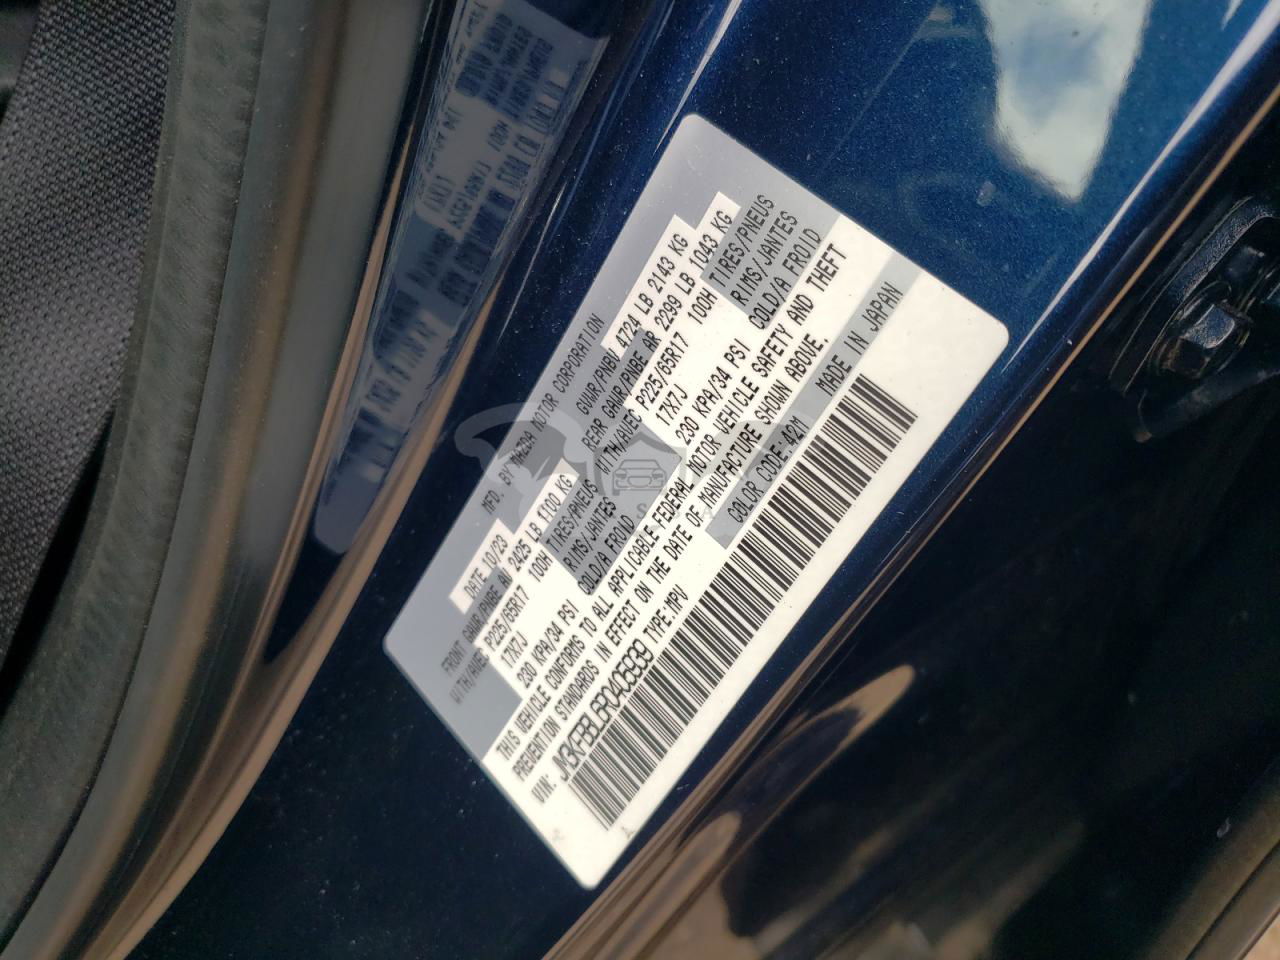 MFD. BY MAZDA MOTOR CORPORATION
DATE 10/23 GVWR/PNBV 4724 LB 2143 KG
FRONT GAWR/PNBE AV 2425 LB 1100 KG REAR GAWR/PNBE AR 2299 LB 1043 KG
WITH/AVEC P225/65R17 100H TIRES/PNEUS WITH/AVEC P225/65R17 100H TIRES/PNEUS
17X7J RIMS/JANTES 17X7J RIMS/JANTES
230 KPA/34 PSI COLD/A FROID 230 KPA/34 PSI COLD/A FROID
THIS VEHICLE CONFORMS TO ALL APPLICABLE FEDERAL MOTOR VEHICLE SAFETY AND THEFT
PREVENTION STANDARDS IN EFFECT ON THE DATE OF MANUFACTURE SHOWN ABOVE.
VIN: JM3KFBBL6R0405939 TYPE:MPV COLOR CODE:42M MADE IN JAPAN